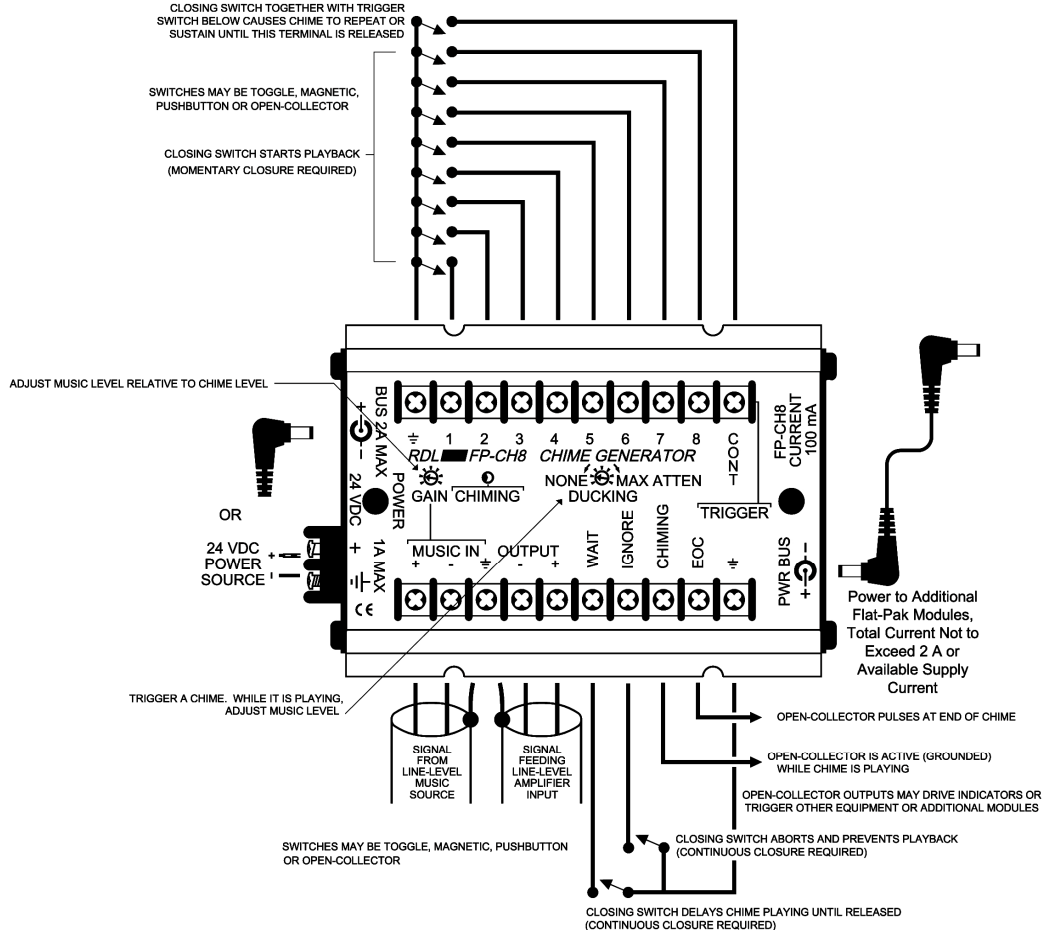 CLOSING SWITCH TOGETHER WITH TRIGGER
SWITCH BELOW CAUSES CHIME TO REPEAT OR
SUSTAIN UNTIL THIS TERMINAL IS RELEASED
SWITCHES MAY BE TOGGLE, MAGNETIC,
PUSHBUTTON OR OPEN-COLLECTOR
CLOSING SWITCH STARTS PLAYBACK
(MOMENTARY CLOSURE REQUIRED)
ADJUST MUSIC LEVEL RELATIVE TO CHIME LEVEL
BUS 2A MAX
+
-
24 VDC
POWER
+
1A MAX
CE
OR
24 VDC
POWER
SOURCE
+
-
1 2 3 4 5 6 7 8 CONT
RDL FP-CH8 CHIME GENERATOR
GAIN
CHIMING
NONE MAX ATTEN
DUCKING
TRIGGER
MUSIC IN
+ -
OUTPUT
- +
WAIT
IGNORE
CHIMING
EOC
FP-CH8
CURRENT
100 mA
PWR BUS
-
+
Power to Additional
Flat-Pak Modules,
Total Current Not to
Exceed 2 A or
Available Supply
Current
TRIGGER A CHIME. WHILE IT IS PLAYING,
ADJUST MUSIC LEVEL
SIGNAL
FROM
LINE-LEVEL
MUSIC
SOURCE
SIGNAL
FEEDING
LINE-LEVEL
AMPLIFIER
INPUT
OPEN-COLLECTOR PULSES AT END OF CHIME
OPEN-COLLECTOR IS ACTIVE (GROUNDED)
WHILE CHIME IS PLAYING
OPEN-COLLECTOR OUTPUTS MAY DRIVE INDICATORS OR
TRIGGER OTHER EQUIPMENT OR ADDITIONAL MODULES
SWITCHES MAY BE TOGGLE, MAGNETIC, PUSHBUTTON
OR OPEN-COLLECTOR
CLOSING SWITCH ABORTS AND PREVENTS PLAYBACK
(CONTINUOUS CLOSURE REQUIRED)
CLOSING SWITCH DELAYS CHIME PLAYING UNTIL RELEASED
(CONTINUOUS CLOSURE REQUIRED)